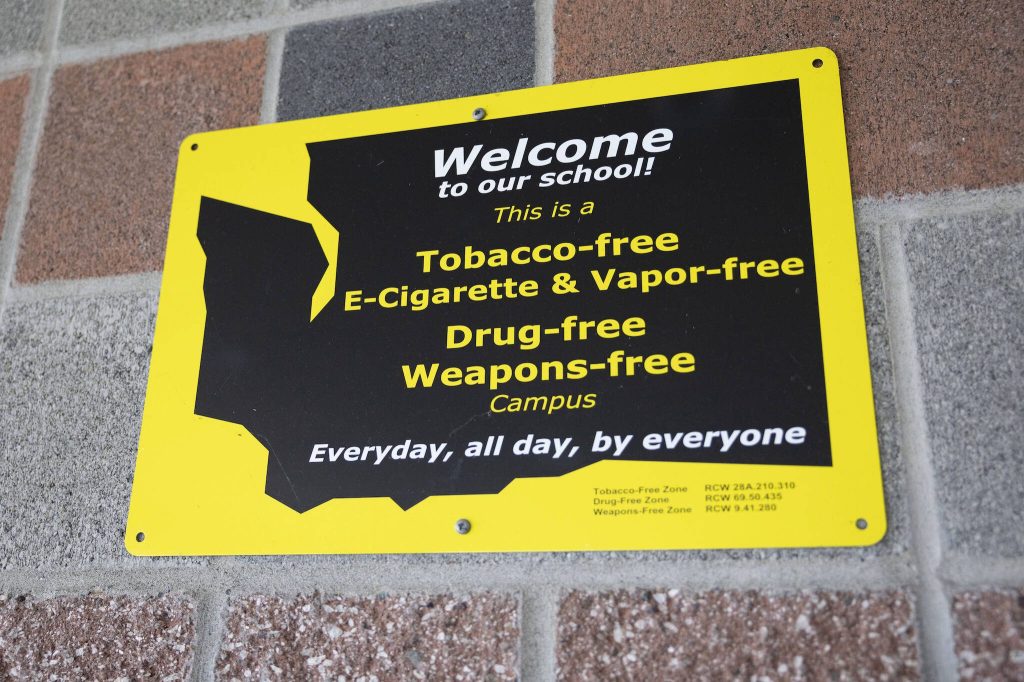 Welcome
to our school!
This is a
Tobacco-free
E-Cigarette & Vapor-free
Drug-free
Weapons-free
Campus
Everyday, all day, by everyone
Tobacco-Free Zone RCW 28A.210.310
Drug-Free Zone RCW 69.50.435
Weapons-Free Zone RCW 9.41.280